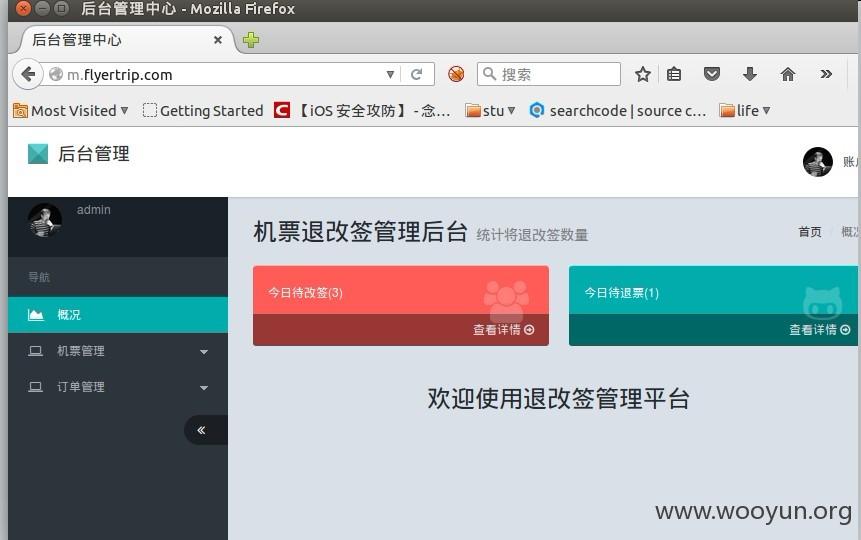 后台管理中心 - Mozilla Firefox
后台管理中心
m.flyertrip.com
搜索
Most Visited
Getting Started
【iOS 安全攻防】- 念…
stu
searchcode | source c…
life
后台管理
admin
机票退改签管理后台 统计将退改签数量
首页 /
导航
今日待改签(3)
今日待退票(1)
概况
查看详情
查看详情
机票管理
订单管理
欢迎使用退改签管理平台
www.wooyun.org